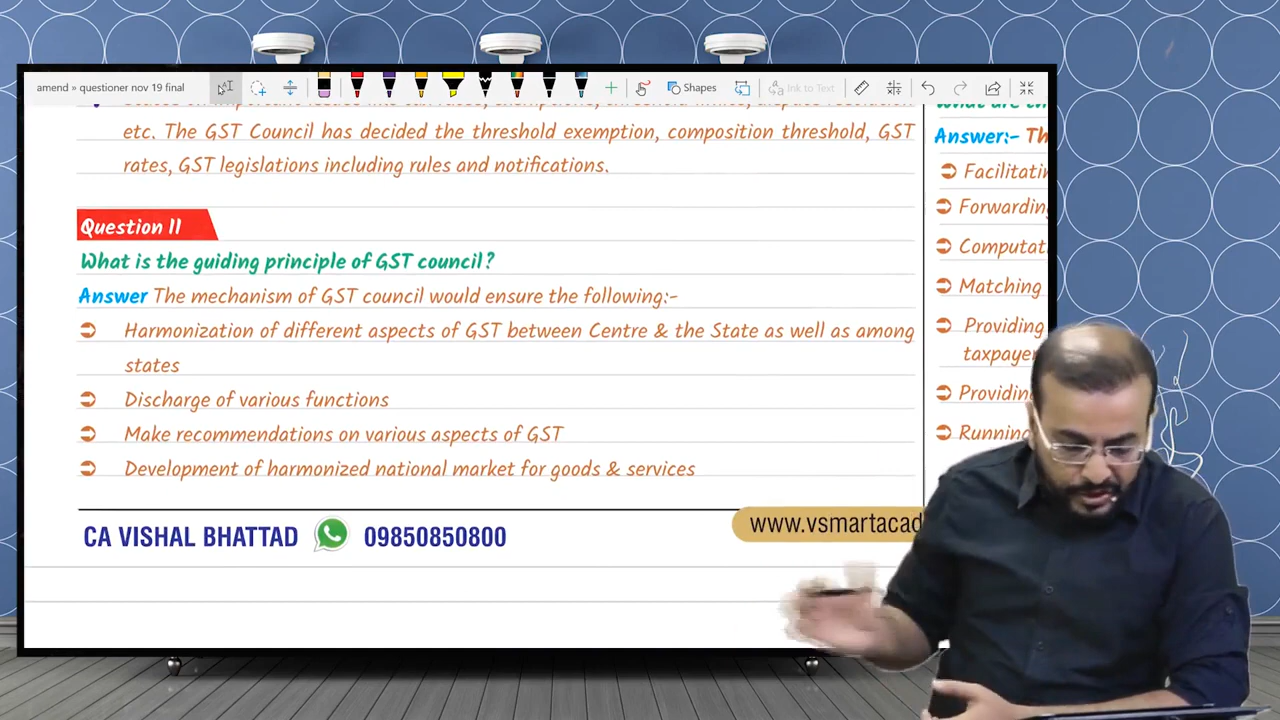 amend » questioner nov 19 final
Shapes
Ink to Text
etc. The GST Council has decided the threshold exemption, composition threshold, GST
rates, GST legislations including rules and notifications.
Question 11
What is the guiding principle of GST council?
Answer The mechanism of GST council would ensure the following:-
Harmonization of different aspects of GST between Centre & the State as well as among
states
Discharge of various functions
Make recommendations on various aspects of GST
Development of harmonized national market for goods & services
CA VISHAL BHATTAD 09850850800
www.vsmartacad
Answer:- Th
Facilitatin
Forwarding
Computat
Matching
Providing
taxpayer
Providin
Running